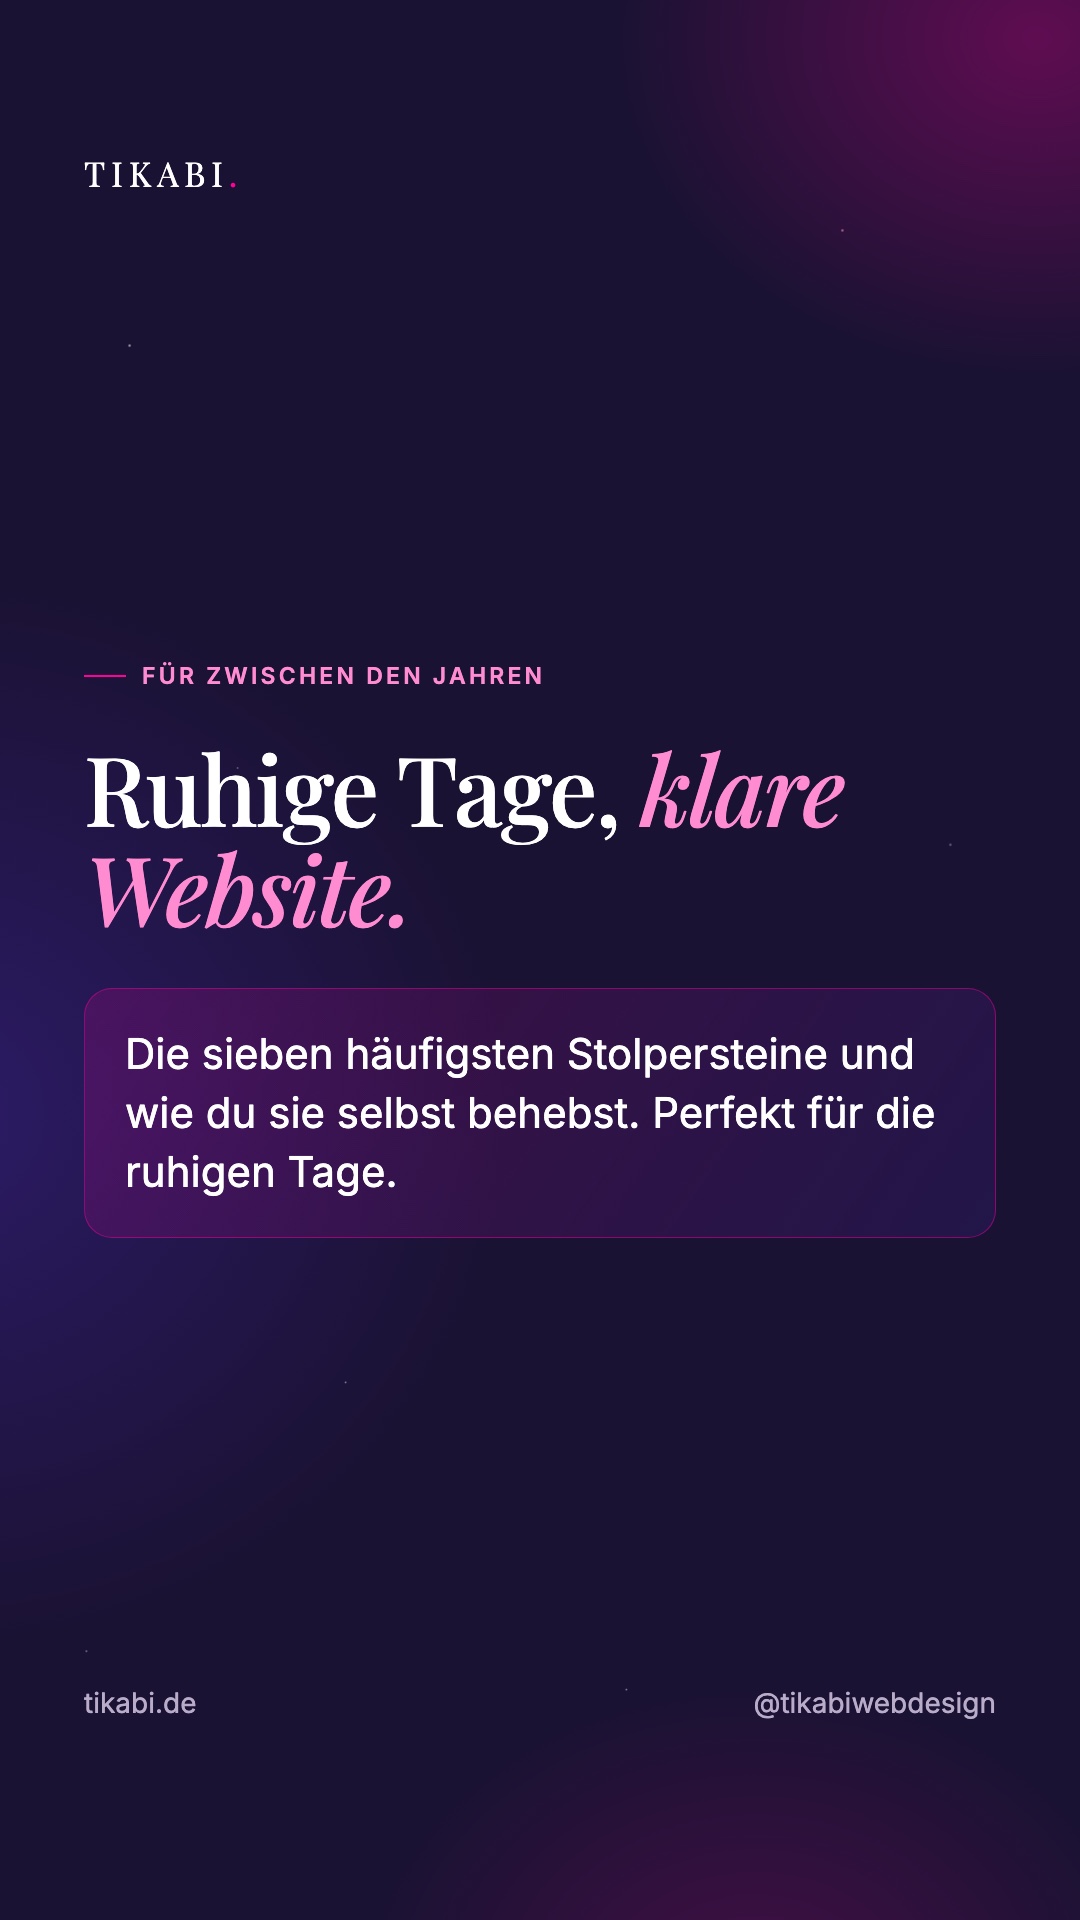 TIKABI.
FÜR ZWISCHEN DEN JAHREN
Ruhige Tage, klare
Website.
Die sieben häufigsten Stolpersteine und
wie du sie selbst behebst. Perfekt für die
ruhigen Tage.
tikabi.de
@tikabiwebdesign